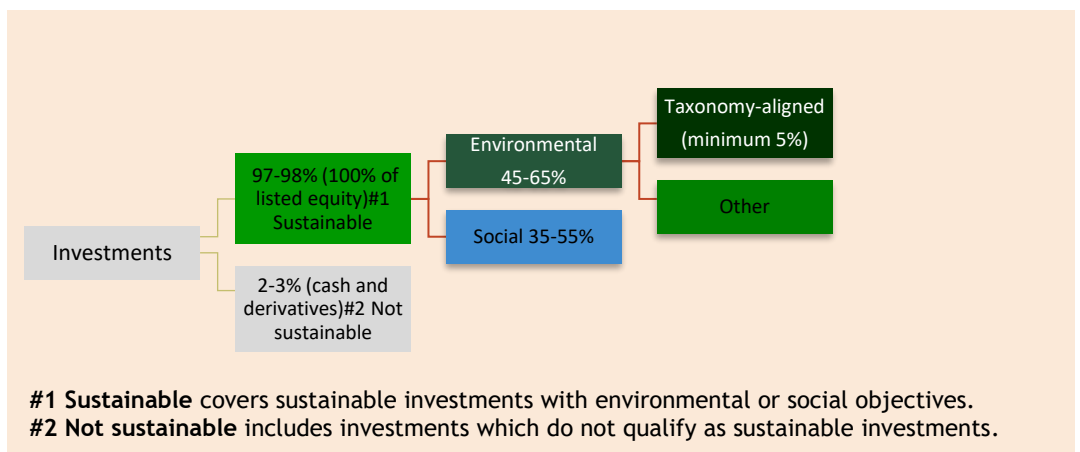 Investments
97-98% (100% of
listed equity)#1
Sustainable
2-3% (cash and
derivatives)#2 Not
sustainable
Environmental
45-65%
Social 35-55%
Taxonomy-aligned
(minimum 5%)
Other
#1 Sustainable covers sustainable investments with environmental or social objectives.
#2 Not sustainable includes investments which do not qualify as sustainable investments.